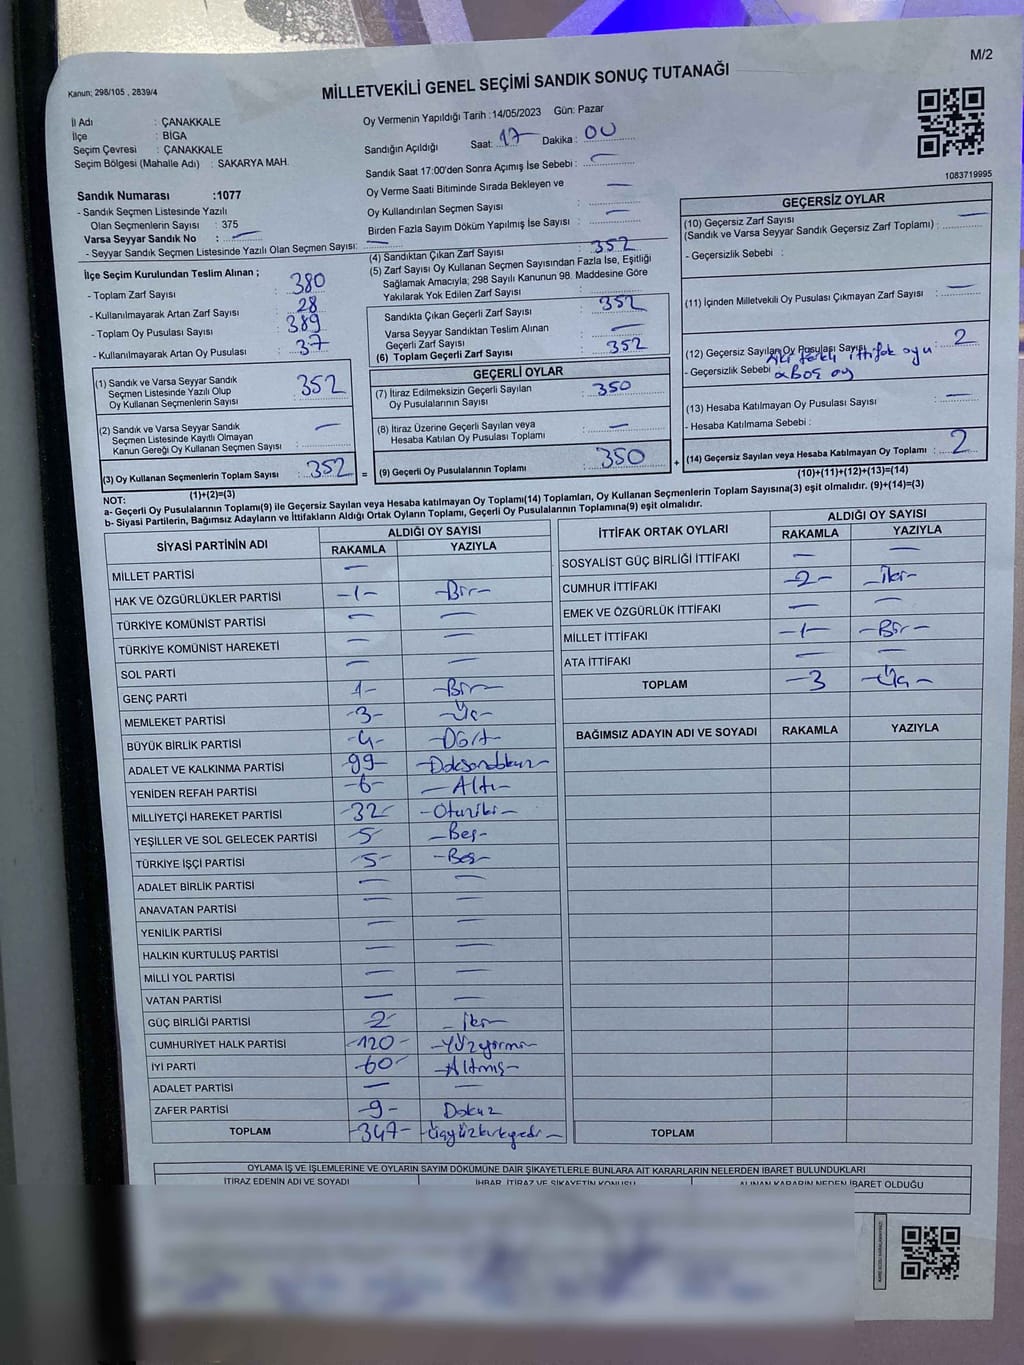 M/2
Kanun; 298/105 , 2839/4
MİLLETVEKİLİ GENEL SEÇİMİ SANDIK SONUÇ TUTANAĞI
İl Adı : ÇANAKKALE
İlçe : BİGA
Seçim Çevresi : ÇANAKKALE
Seçim Bölgesi (Mahalle Adı) : SAKARYA MAH.
Sandık Numarası :1077
- Sandık Seçmen Listesinde Yazılı
Olan Seçmenlerin Sayısı : 375
Varsa Seyyar Sandık No : —
- Seyyar Sandık Seçmen Listesinde Yazılı Olan Seçmen Sayısı: —
Oy Vermenin Yapıldığı Tarih :14/05/2023 Gün: Pazar
Sandığın Açıldığı Saat: 17 Dakika : 00
Sandık Saat 17:00'den Sonra Açımış İse Sebebi : —
Oy Verme Saati Bitiminde Sırada Bekleyen ve
Oy Kullandırılan Seçmen Sayısı : —
Birden Fazla Sayım Döküm Yapılmış İse Sayısı : —
1083719995
İlçe Seçim Kurulundan Teslim Alınan ;
- Toplam Zarf Sayısı : 380
- Kullanılmayarak Artan Zarf Sayısı : 28
- Toplam Oy Pusulası Sayısı : 389
- Kullanılmayarak Artan Oy Pusulası : 37
(1) Sandık ve Varsa Seyyar Sandık
Seçmen Listesinde Yazılı Olup
Oy Kullanan Seçmenlerin Sayısı : 352
(2) Sandık ve Varsa Seyyar Sandık
Seçmen Listesinde Kayıtlı Olmayan
Kanun Gereği Oy Kullanan Seçmen Sayısı : —
(3) Oy Kullanan Seçmenlerin Toplam Sayısı : 352
(1)+(2)=(3)
(4) Sandıktan Çıkan Zarf Sayısı : 352
(5) Zarf Sayısı Oy Kullanan Seçmen Sayısından Fazla İse, Eşitliği
Sağlamak Amacıyla; 298 Sayılı Kanunun 98. Maddesine Göre
Yakılarak Yok Edilen Zarf Sayısı :
Sandıkta Çıkan Geçerli Zarf Sayısı : 352
Varsa Seyyar Sandıktan Teslim Alınan
Geçerli Zarf Sayısı : —
(6) Toplam Geçerli Zarf Sayısı : 352
GEÇERLİ OYLAR
(7) İtiraz Edilmeksizin Geçerli Sayılan
Oy Pusulalarının Sayısı : 350
(8) İtiraz Üzerine Geçerli Sayılan veya
Hesaba Katılan Oy Pusulası Toplamı : —
= (9) Geçerli Oy Pusulalarının Toplamı : 350
GEÇERSİZ OYLAR
(10) Geçersiz Zarf Sayısı
(Sandık ve Varsa Seyyar Sandık Geçersiz Zarf Toplamı) : —
- Geçersizlik Sebebi :
(11) İçinden Milletvekili Oy Pusulası Çıkmayan Zarf Sayısı : —
(12) Geçersiz Sayılan Oy Pusulası Sayısı : 2
- Geçersizlik Sebebi : iki farklı ittifak oyu
Boş oy
(13) Hesaba Katılmayan Oy Pusulası Sayısı : —
- Hesaba Katılmama Sebebi :
+ (14) Geçersiz Sayılan veya Hesaba Katılmayan Oy Toplamı : 2
(10)+(11)+(12)+(13)=(14)
NOT:
a- Geçerli Oy Pusulalarının Toplamı(9) ile Geçersiz Sayılan veya Hesaba katılmayan Oy Toplamı(14) Toplamları, Oy Kullanan Seçmenlerin Toplam Sayısına(3) eşit olmalıdır. (9)+(14)=(3)
b- Siyasi Partilerin, Bağımsız Adayların ve İttifakların Aldığı Ortak Oyların Toplamı, Geçerli Oy Pusulalarının Toplamına(9) eşit olmalıdır.
SİYASİ PARTİNİN ADI ALDIĞI OY SAYISI
RAKAMLA YAZIYLA
MİLLET PARTİSİ —
HAK VE ÖZGÜRLÜKLER PARTİSİ -1- -Bir-
TÜRKİYE KOMÜNİST PARTİSİ — —
TÜRKİYE KOMÜNİST HAREKETİ — —
SOL PARTİ — —
GENÇ PARTİ 1- -Bir-
MEMLEKET PARTİSİ -3- -Üç-
BÜYÜK BİRLİK PARTİSİ -4- -Dört-
ADALET VE KALKINMA PARTİSİ -99- -Doksandokuz-
YENİDEN REFAH PARTİSİ -6- -Altı-
MİLLİYETÇİ HAREKET PARTİSİ -32- -Otuziki-
YEŞİLLER VE SOL GELECEK PARTİSİ -5- -Beş-
TÜRKİYE İŞÇİ PARTİSİ -5- -Beş-
ADALET BİRLİK PARTİSİ — —
ANAVATAN PARTİSİ — —
YENİLİK PARTİSİ — —
HALKIN KURTULUŞ PARTİSİ — —
MİLLİ YOL PARTİSİ — —
VATAN PARTİSİ — —
GÜÇ BİRLİĞİ PARTİSİ -2- -iki-
CUMHURİYET HALK PARTİSİ -120- -Yüzyirmi-
İYİ PARTİ -60- -Altmış-
ADALET PARTİSİ — —
ZAFER PARTİSİ -9- Dokuz
TOPLAM -347- -Üçyüzkırkyedi-
İTTİFAK ORTAK OYLARI ALDIĞI OY SAYISI
RAKAMLA YAZIYLA
SOSYALİST GÜÇ BİRLİĞİ İTTİFAKI — —
CUMHUR İTTİFAKI -2- -iki-
EMEK VE ÖZGÜRLÜK İTTİFAKI — —
MİLLET İTTİFAKI -1- -Bir-
ATA İTTİFAKI — —
TOPLAM -3 -Üç-
BAĞIMSIZ ADAYIN ADI VE SOYADI RAKAMLA YAZIYLA
TOPLAM
OYLAMA İŞ VE İŞLEMLERİNE VE OYLARIN SAYIM DÖKÜMÜNE DAİR ŞİKAYETLERLE BUNLARA AİT KARARLARIN NELERDEN İBARET BULUNDUKLARI
İTİRAZ EDENİN ADI VE SOYADI İHBAR, İTİRAZ VE ŞİKAYETİN KONUSU ALINAN KARARIN NEDEN İBARET OLDUĞU